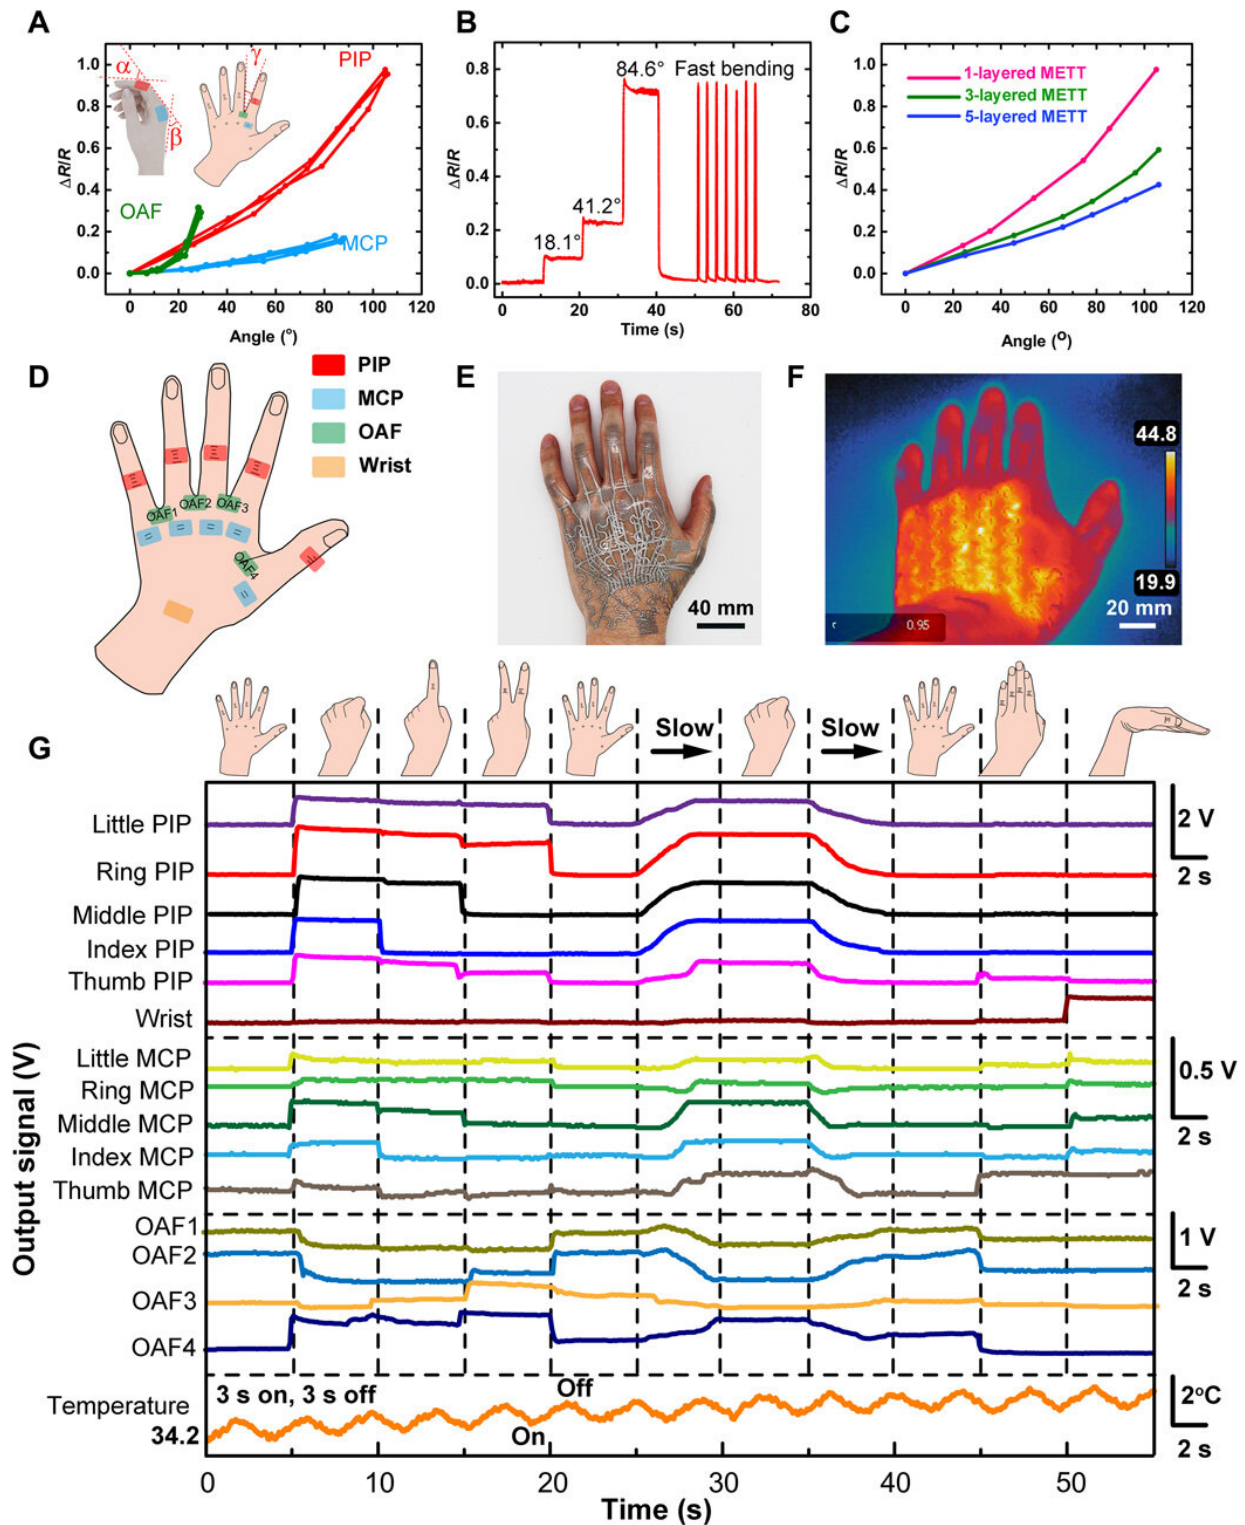 A
B
C
1.0
0.8
0.6
0.4
0.2
0.0
ΔR/R
α
β
γ
PIP
OAF
MCP
0 20 40 60 80 100 120
Angle (°)
1.0
0.8
0.6
0.4
0.2
0.0
ΔR/R
84.6° Fast bending
41.2°
18.1°
0 20 40 60 80
Time (s)
1.0
0.8
0.6
0.4
0.2
0.0
ΔR/R
1-layered METT
3-layered METT
5-layered METT
0 20 40 60 80 100 120
Angle (°)
D
PIP
MCP
OAF
Wrist
OAF1
OAF2
OAF3
OAF4
E
40 mm
F
44.8
19.9
20 mm
0.95
Slow
Slow
G
Little PIP
Ring PIP
Middle PIP
Index PIP
Thumb PIP
Wrist
Little MCP
Ring MCP
Middle MCP
Index MCP
Thumb MCP
OAF1
OAF2
OAF3
OAF4
Temperature
34.2
3 s on, 3 s off
Off
On
2 V
2 s
0.5 V
2 s
1 V
2 s
2°C
2 s
Output signal (V)
0 10 20 30 40 50
Time (s)